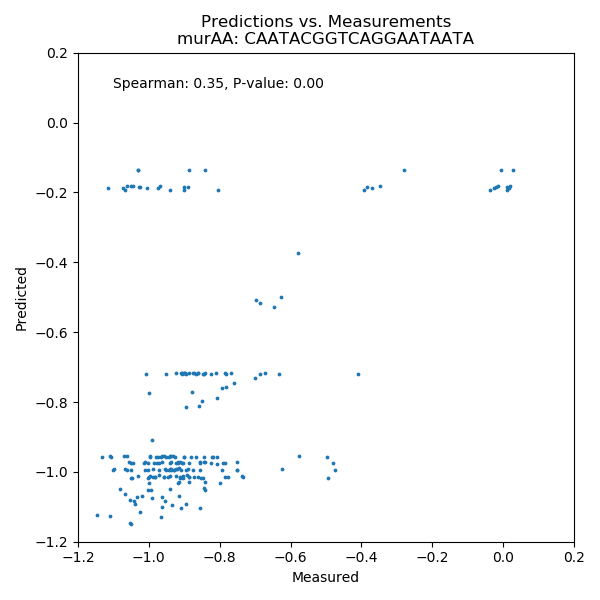 Predictions vs. Measurements
murAA: CAATACGGTCAGGAATAATA
Spearman: 0.35, P-value: 0.00
0.2
0.0
−0.2
−0.4
−0.6
−0.8
−1.0
−1.2
Predicted
−1.2 −1.0 −0.8 −0.6 −0.4 −0.2 0.0 0.2
Measured